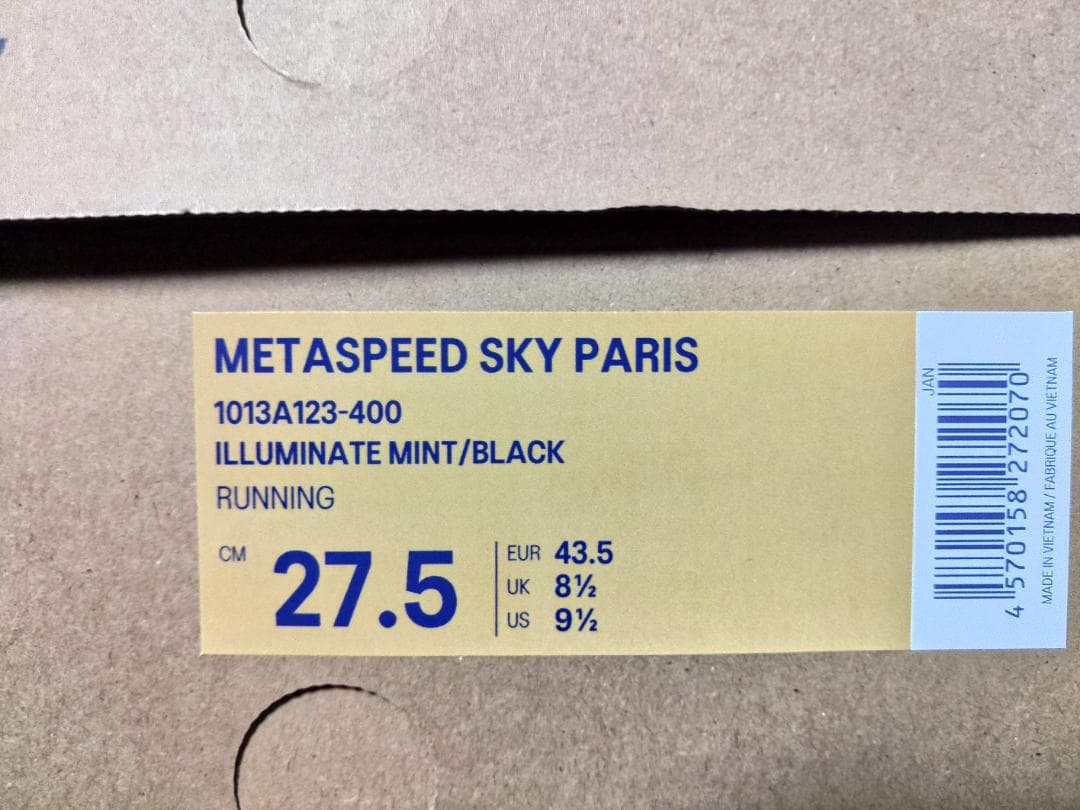 METASPEED SKY PARIS
1013A123-400
ILLUMINATE MINT/BLACK
RUNNING
CM 27.5
EUR 43.5
UK 8½
US 9½
JAN
4 570158 272070
MADE IN VIETNAM / FABRIQUE AU VIETNAM